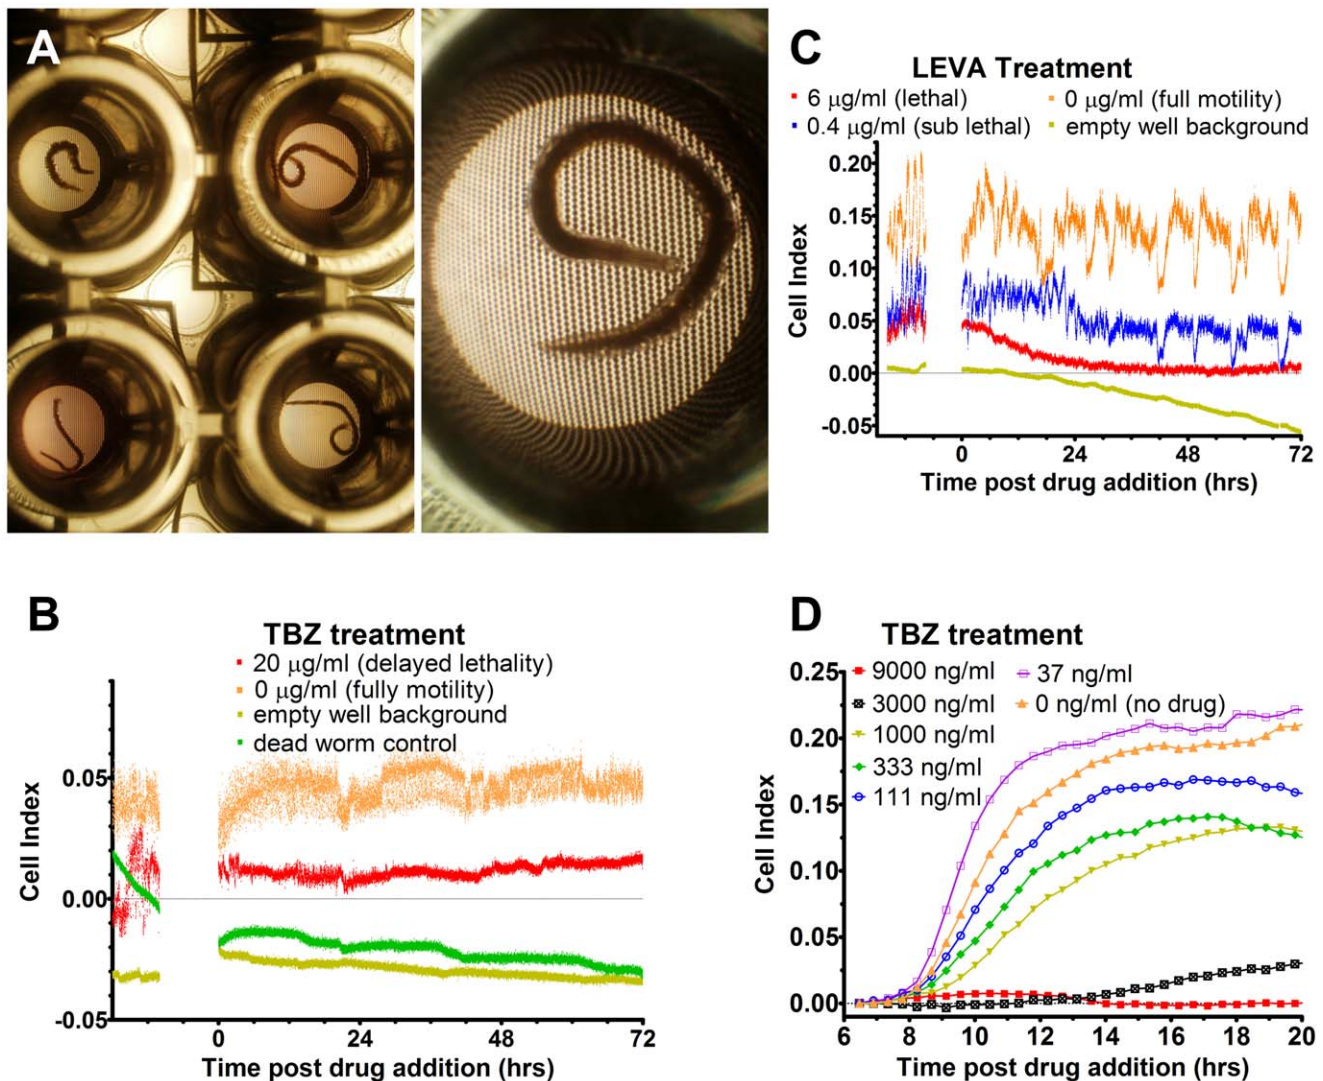 A
B
TBZ treatment
20 μg/ml (delayed lethality)
0 μg/ml (fully motility)
empty well background
dead worm control
0.05
0.00
-0.05
Cell Index
0 24 48 72
Time post drug addition (hrs)
C
LEVA Treatment
6 μg/ml (lethal)
0 μg/ml (full motility)
0.4 μg/ml (sub lethal)
empty well background
0.20
0.15
0.10
0.05
0.00
-0.05
Cell Index
0 24 48 72
Time post drug addition (hrs)
D
TBZ treatment
9000 ng/ml
37 ng/ml
3000 ng/ml
0 ng/ml (no drug)
1000 ng/ml
333 ng/ml
111 ng/ml
0.25
0.20
0.15
0.10
0.05
0.00
Cell Index
6 8 10 12 14 16 18 20
Time post drug addition (hrs)